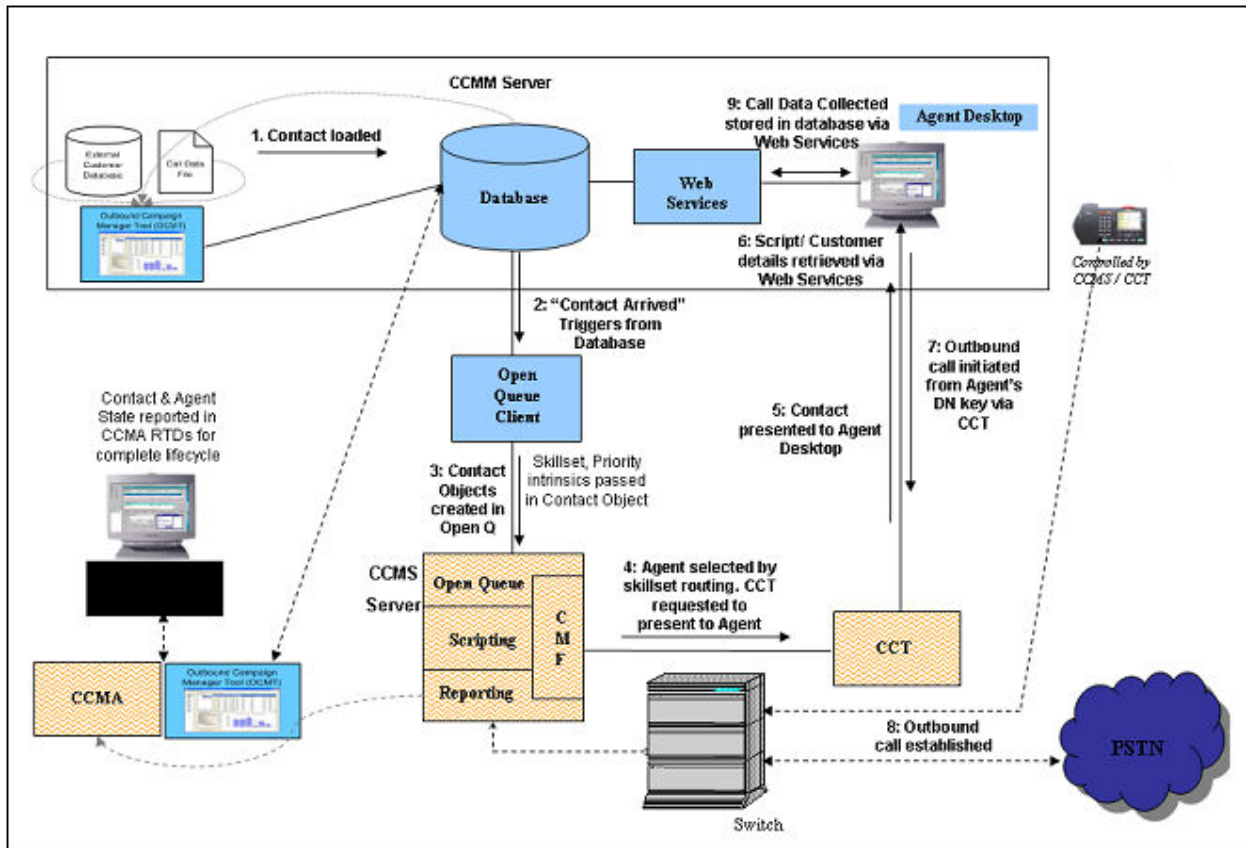 CCMM Server
External
Customer
Database
Call Data
File
1. Contact loaded
Outbound Campaign
Manager Tool (OCMT)
Database
Web
Services
9: Call Data Collected
stored in database via
Web Services
Agent Desktop
6: Script/ Customer
details retrieved via
Web Services
Controlled by
CCMS / CCT
2: “Contact Arrived”
Triggers from
Database
Open
Queue
Client
7: Outbound
call initiated
from Agent's
DN key via
CCT
5: Contact
presented to Agent
Desktop
Contact & Agent
State reported in
CCMA RTDs for
complete lifecycle
3: Contact
Objects
created in
Open Q
Skillset, Priority
intrinsics passed
in Contact Object
CCMS
Server
Open Queue
Scripting
Reporting
C
M
F
4: Agent selected by
skillset routing. CCT
requested to
present to Agent
CCT
CCMA
Outbound Campaign
Manager Tool (OCMT)
8: Outbound
call established
PSTN
Switch